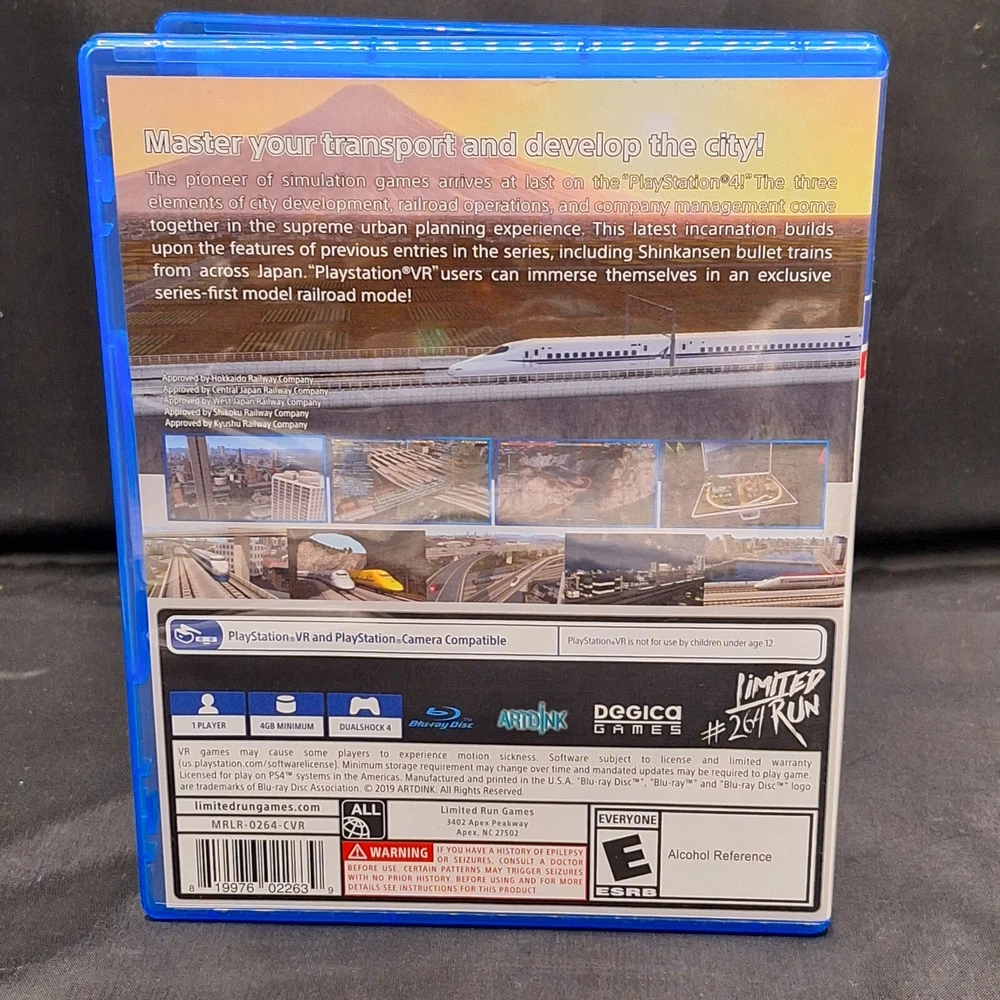 Master your transport and develop the city!
The pioneer of simulation games arrives at last on the "PlayStation®4!" The three
elements of city development, railroad operations, and company management come
together in the supreme urban planning experience. This latest incarnation builds
upon the features of previous entries in the series, including Shinkansen bullet trains
from across Japan. "Playstation®VR" users can immerse themselves in an exclusive
series-first model railroad mode!
Approved by Hokkaido Railway Company
Approved by Central Japan Railway Company
Approved by West Japan Railway Company
Approved by Shikoku Railway Company
Approved by Kyushu Railway Company
PlayStation®VR and PlayStation®Camera Compatible
PlayStation®VR is not for use by children under age 12
1 PLAYER
4GB MINIMUM
DUALSHOCK 4
Blu-ray Disc™
ARTDINK
DEGICA
GAMES
LIMITED
RUN
#264
VR games may cause some players to experience motion sickness. Software subject to license and limited warranty
(us.playstation.com/softwarelicense). Minimum storage requirement may change over time and mandated updates may be required to play game.
Licensed for play on PS4™ systems in the Americas. Manufactured and printed in the U.S.A. "Blu-ray Disc™", "Blu-ray™" and "Blu-ray Disc™" logo
are trademarks of Blu-ray Disc Association. © 2019 ARTDINK. All Rights Reserved.
limitedrungames.com
MRLR-0264-CVR
8 19976 02263 9
ALL
Limited Run Games
3402 Apex Peakway
Apex, NC 27502
WARNING
IF YOU HAVE A HISTORY OF EPILEPSY
OR SEIZURES, CONSULT A DOCTOR
BEFORE USE. CERTAIN PATTERNS MAY TRIGGER SEIZURES
WITH NO PRIOR HISTORY. BEFORE USING AND FOR MORE
DETAILS SEE INSTRUCTIONS FOR THIS PRODUCT.
EVERYONE
E
ESRB
Alcohol Reference